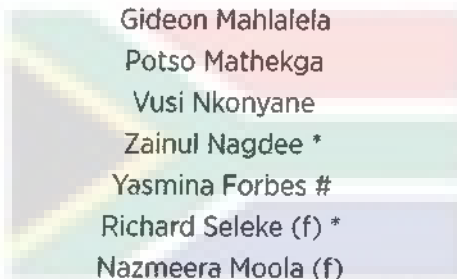 Gideon Mahlalela
Potso Mathekga
Vusi Nkonyane
Zainul Nagdee *
Yasmina Forbes #
Richard Seleke (f) *
Nazmeera Moola (f)